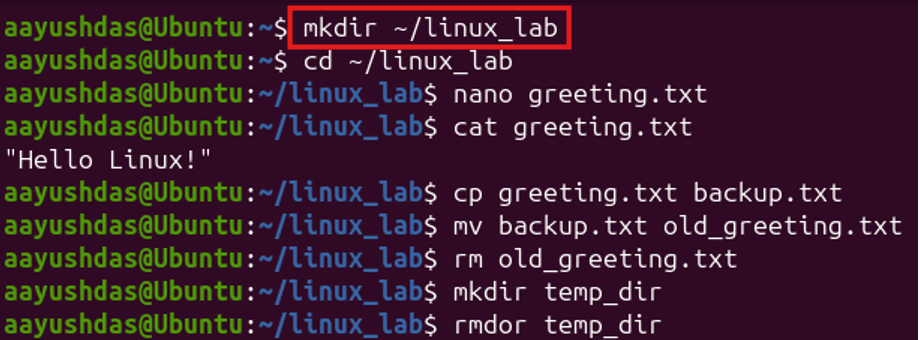 aayushdas@Ubuntu:~$ mkdir ~/linux_lab
aayushdas@Ubuntu:~$ cd ~/linux_lab
aayushdas@Ubuntu:~/linux_lab$ nano greeting.txt
aayushdas@Ubuntu:~/linux_lab$ cat greeting.txt
"Hello Linux!"
aayushdas@Ubuntu:~/linux_lab$ cp greeting.txt backup.txt
aayushdas@Ubuntu:~/linux_lab$ mv backup.txt old_greeting.txt
aayushdas@Ubuntu:~/linux_lab$ rm old_greeting.txt
aayushdas@Ubuntu:~/linux_lab$ mkdir temp_dir
aayushdas@Ubuntu:~/linux_lab$ rmdor temp_dir